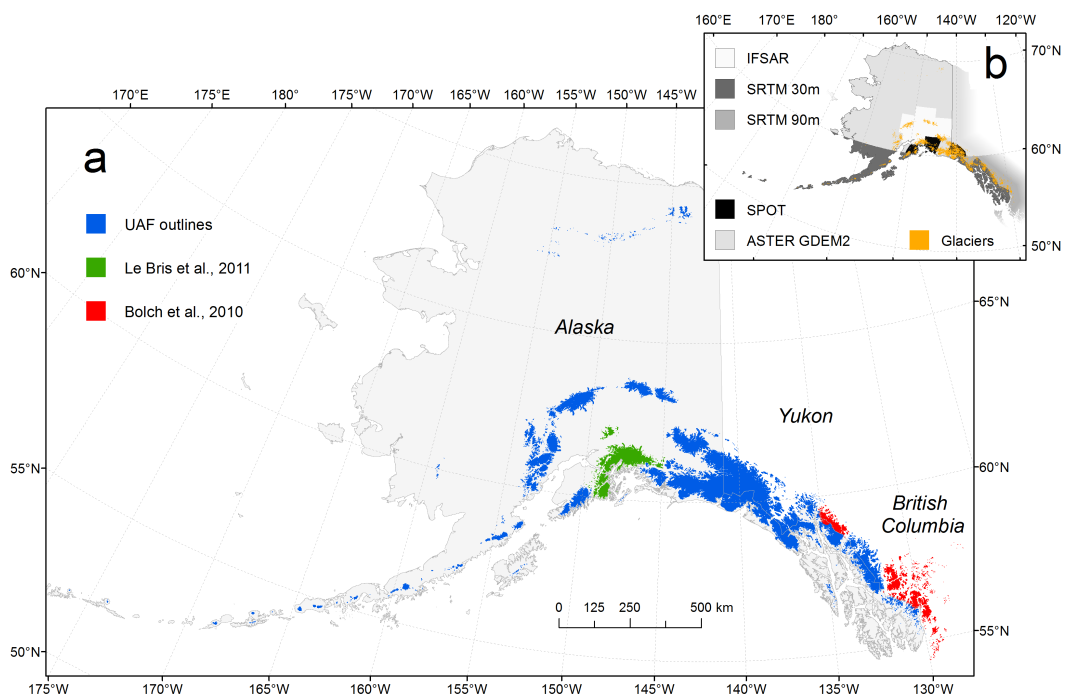 160°E 170°E 180° 160°W 140°W 120°W
b
IFSAR
SRTM 30m
SRTM 90m
SPOT
ASTER GDEM2
Glaciers
70°N
60°N
50°N
170°E 175°E 180° 175°W 170°W 165°W 160°W 155°W 150°W 145°W
a
UAF outlines
Le Bris et al., 2011
Bolch et al., 2010
60°N
55°N
50°N
Alaska
Yukon
British
Columbia
65°N
60°N
55°N
0 125 250 500 km
175°W 170°W 165°W 160°W 155°W 150°W 145°W 140°W 135°W 130°W